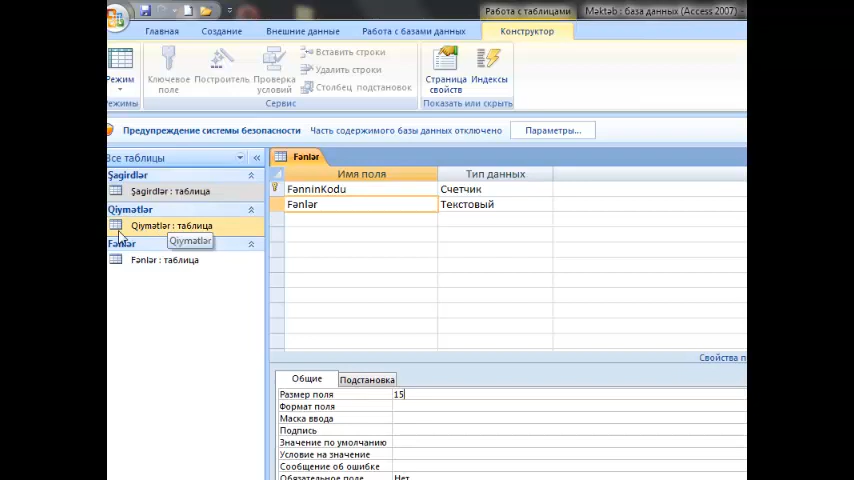 Работа с таблицами
Məktəb : база данных (Access 2007) -
Главная Создание Внешние данные Работа с базами данных Конструктор
Режим
Режимы
Ключевое поле
Построитель
Проверка условий
Вставить строки
Удалить строки
Столбец подстановок
Сервис
Страница свойств
Индексы
Показать или скрыть
Предупреждение системы безопасности Часть содержимого базы данных отключено Параметры...
Все таблицы
Şagirdlər
Şagirdlər : таблица
Qiymətlər
Qiymətlər : таблица
Qiymətlər
Fənlər
Fənlər : таблица
Fənlər
Имя поля Тип данных
FənninKodu Счетчик
Fənlər Текстовый
Свойства п
Общие Подстановка
Размер поля 15
Формат поля
Маска ввода
Подпись
Значение по умолчанию
Условие на значение
Сообщение об ошибке
Обязательное поле Нет